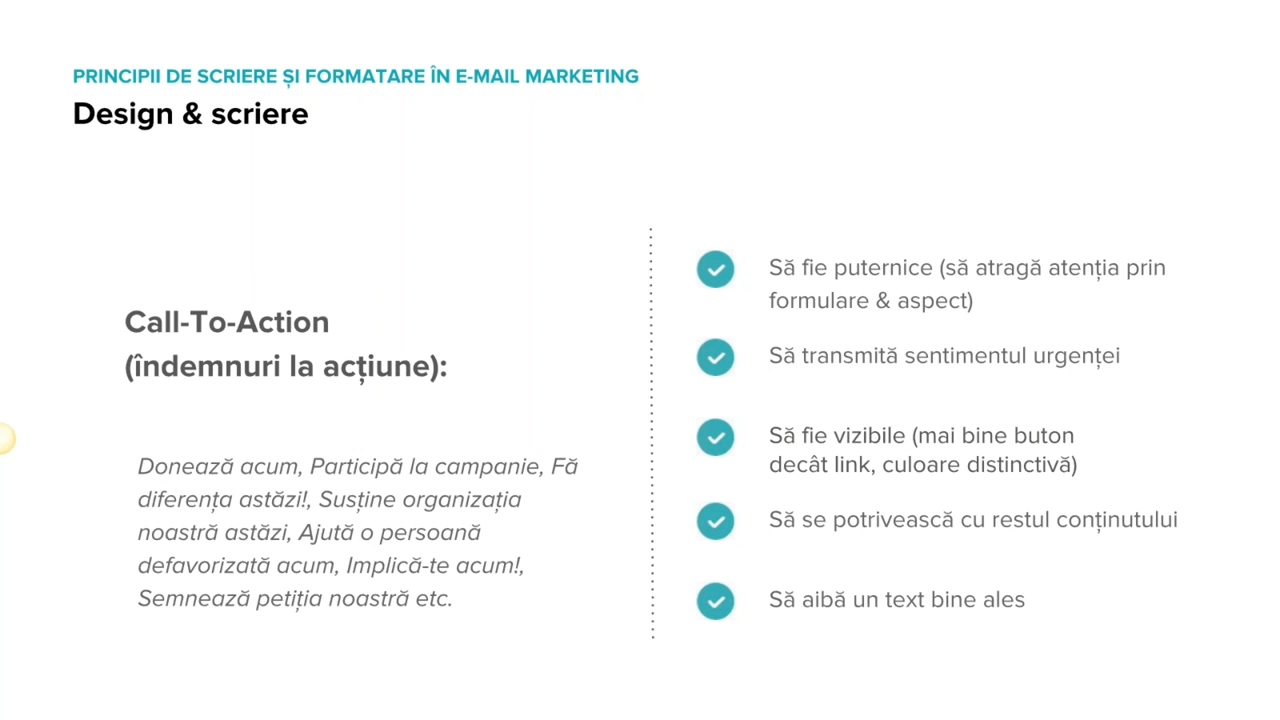 PRINCIPII DE SCRIERE ȘI FORMATARE ÎN E-MAIL MARKETING
Design & scriere
Call-To-Action
(îndemnuri la acțiune):
Donează acum, Participă la campanie, Fă
diferența astăzi!, Susține organizația
noastră astăzi, Ajută o persoană
defavorizată acum, Implică-te acum!,
Semnează petiția noastră etc.
Să fie puternice (să atragă atenția prin
formulare & aspect)
Să transmită sentimentul urgenței
Să fie vizibile (mai bine buton
decât link, culoare distinctivă)
Să se potrivească cu restul conținutului
Să aibă un text bine ales